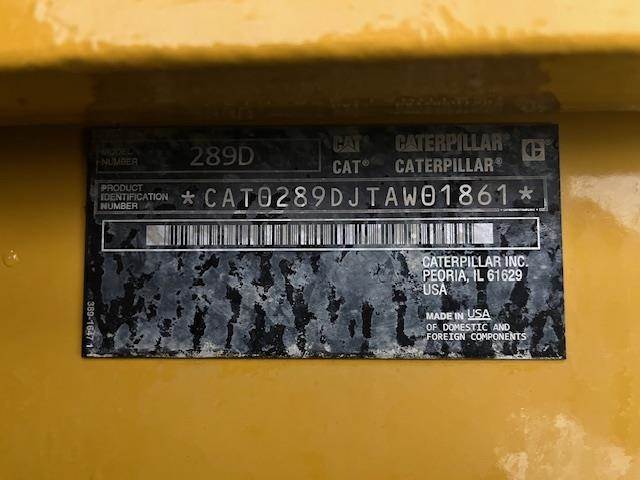 MODEL NUMBER 289D
CAT CATERPILLAR C
CAT® CATERPILLAR®
PRODUCT IDENTIFICATION NUMBER *CAT0289DJTAW01861*
CATERPILLAR INC.
PEORIA, IL 61629
USA
MADE IN USA
OF DOMESTIC AND
FOREIGN COMPONENTS